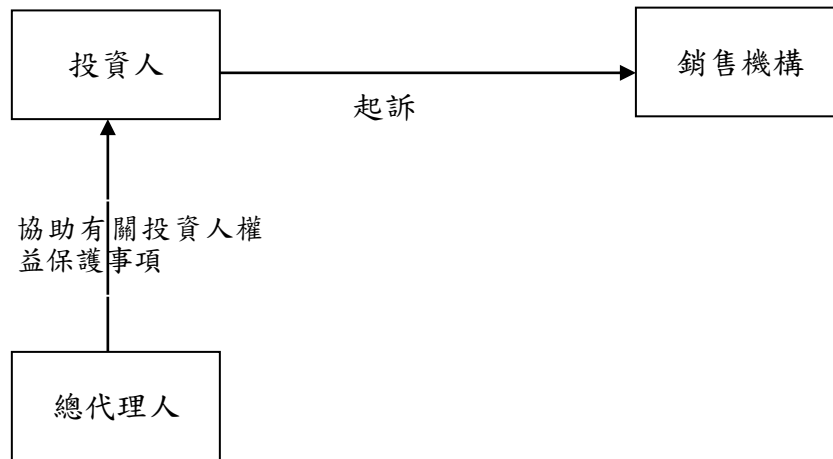 投資人
銷售機構
起訴
協助有關投資人權
益保護事項
總代理人